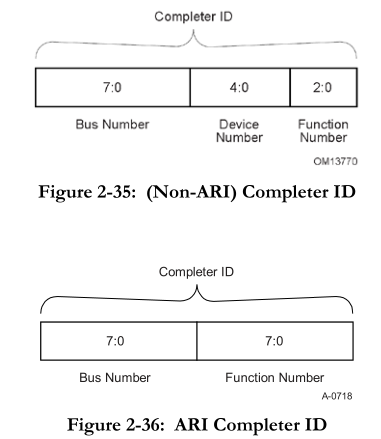 Completer ID
7:0 4:0 2:0
Bus Number Device Number Function Number
OM13770
Figure 2-35: (Non-ARI) Completer ID
Completer ID
7:0 7:0
Bus Number Function Number
A-0718
Figure 2-36: ARI Completer ID